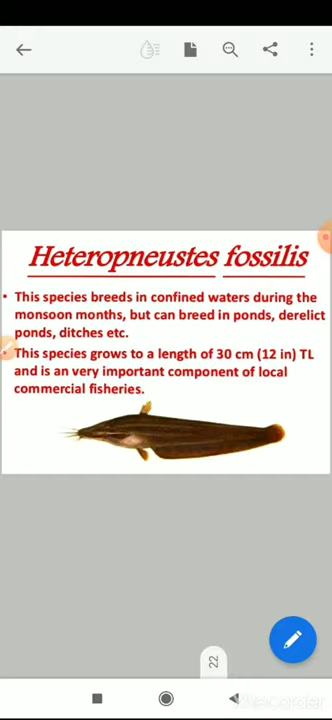 Heteropneustes fossilis
• This species breeds in confined waters during the
monsoon months, but can breed in ponds, derelict
ponds, ditches etc.
This species grows to a length of 30 cm (12 in) TL
and is an very important component of local
commercial fisheries.
22